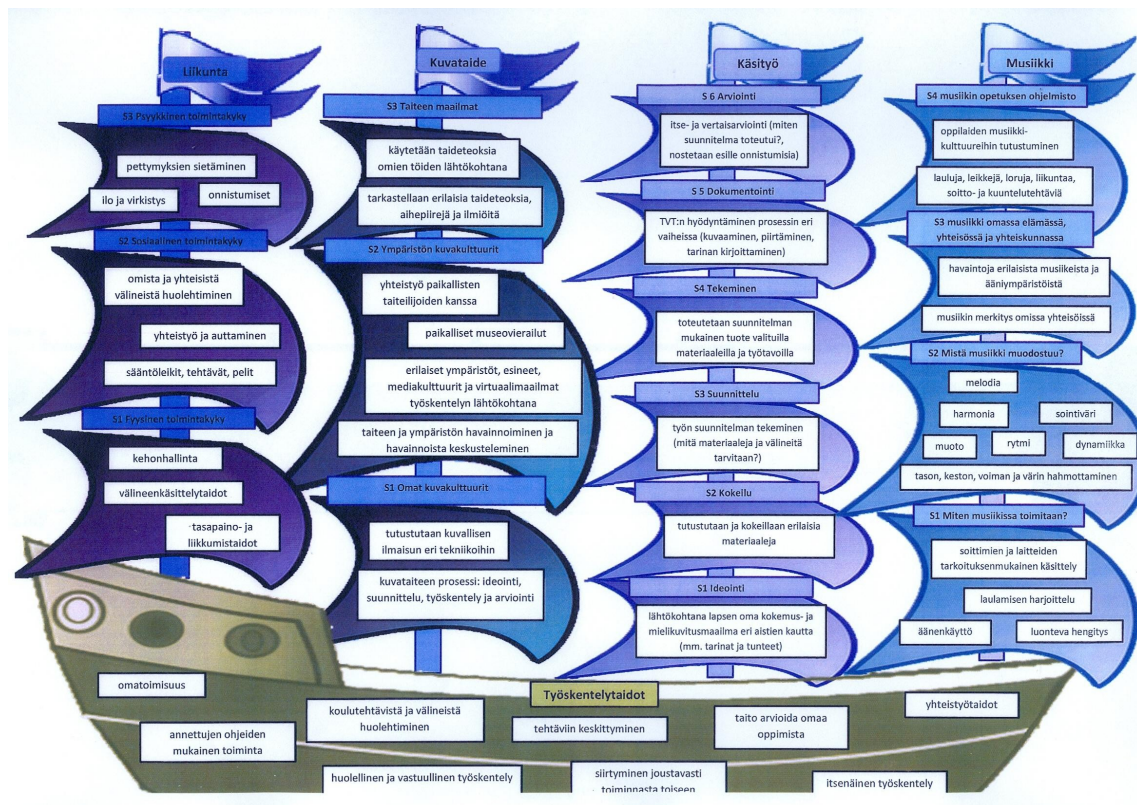 Liikunta
S3 Psyykkinen toimintakyky
pettymyksien sietäminen
ilo ja virkistys
onnistumiset
S2 Sosiaalinen toimintakyky
omista ja yhteisistä
välineistä huolehtiminen
yhteistyö ja auttaminen
sääntöleikit, tehtävät, pelit
S1 Fyysinen toimintakyky
kehonhallinta
välineenkäsittelytaidot
tasapaino- ja
liikkumistaidot
Kuvataide
S3 Taiteen maailmat
käytetään taideteoksia
omien töiden lähtökohtana
tarkastellaan erilaisia taideteoksia,
aihepiirejä ja ilmiöitä
S2 Ympäristön kuvakulttuurit
yhteistyö paikallisten
taiteilijoiden kanssa
paikalliset museovierailut
erilaiset ympäristöt, esineet,
mediakulttuurit ja virtuaalimaailmat
työskentelyn lähtökohtana
taiteen ja ympäristön havainnoiminen ja
havainnoista keskusteleminen
S1 Omat kuvakulttuurit
tutustutaan kuvallisen
ilmaisun eri tekniikoihin
kuvataiteen prosessi: ideointi,
suunnittelu, työskentely ja arviointi
Käsityö
S 6 Arviointi
itse- ja vertaisarviointi (miten
suunnitelma toteutui?,
nostetaan esille onnistumisia)
S 5 Dokumentointi
TVT:n hyödyntäminen prosessin eri
vaiheissa (kuvaaminen, piirtäminen,
tarinan kirjoittaminen)
S4 Tekeminen
toteutetaan suunnitelman
mukainen tuote valituilla
materiaaleilla ja työtavoilla
S3 Suunnittelu
työn suunnitelman tekeminen
(mitä materiaaleja ja välineitä
tarvitaan?)
S2 Kokeilu
tutustutaan ja kokeillaan erilaisia
materiaaleja
S1 Ideointi
lähtökohtana lapsen oma kokemus- ja
mielikuvitusmaailma eri aistien kautta
(mm. tarinat ja tunteet)
Musiikki
S4 musiikin opetuksen ohjelmisto
oppilaiden musiikki-
kulttuureihin tutustuminen
lauluja, leikkejä, loruja, liikuntaa,
soitto- ja kuuntelutehtäviä
S3 musiikki omassa elämässä,
yhteisössä ja yhteiskunnassa
havaintoja erilaisista musiikeista ja
ääniympäristöistä
musiikin merkitys omissa yhteisöissä
S2 Mistä musiikki muodostuu?
melodia
harmonia
sointiväri
muoto
rytmi
dynamiikka
tason, keston, voiman ja värin hahmottaminen
S1 Miten musiikissa toimitaan?
soittimien ja laitteiden
tarkoituksenmukainen käsittely
laulamisen harjoittelu
äänenkäyttö
luonteva hengitys
Työskentelytaidot
omatoimisuus
annettujen ohjeiden
mukainen toiminta
koulutehtävistä ja välineistä
huolehtiminen
huolellinen ja vastuullinen työskentely
tehtäviin keskittyminen
siirtyminen joustavasti
toiminnasta toiseen
taito arvioida omaa
oppimista
yhteistyötaidot
itsenäinen työskentely